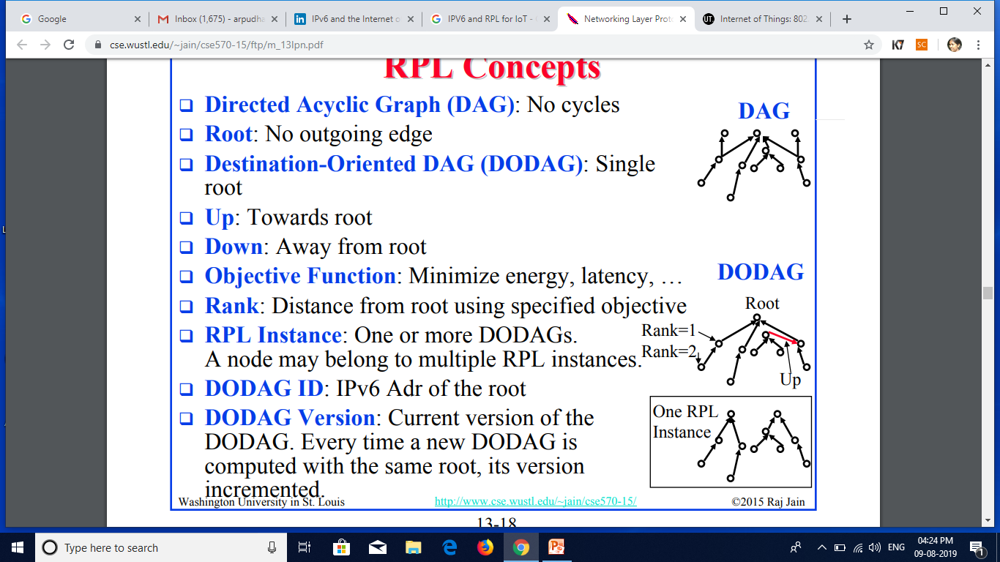 Google
Inbox (1,675) - arpudha
IPv6 and the Internet o
IPV6 and RPL for IoT -
Networking Layer Prot
Internet of Things: 802.
cse.wustl.edu/~jain/cse570-15/ftp/m_13lpn.pdf
K7
SC
RPL Concepts
Directed Acyclic Graph (DAG): No cycles
Root: No outgoing edge
Destination-Oriented DAG (DODAG): Single
root
Up: Towards root
Down: Away from root
Objective Function: Minimize energy, latency, …
Rank: Distance from root using specified objective
RPL Instance: One or more DODAGs.
A node may belong to multiple RPL instances.
DODAG ID: IPv6 Adr of the root
DODAG Version: Current version of the
DODAG. Every time a new DODAG is
computed with the same root, its version
incremented.
DAG
DODAG
Root
Rank=1
Rank=2
Up
One RPL
Instance
Washington University in St. Louis
http://www.cse.wustl.edu/~jain/cse570-15/
©2015 Raj Jain
13-18
Type here to search
ENG
04:24 PM
09-08-2019
1